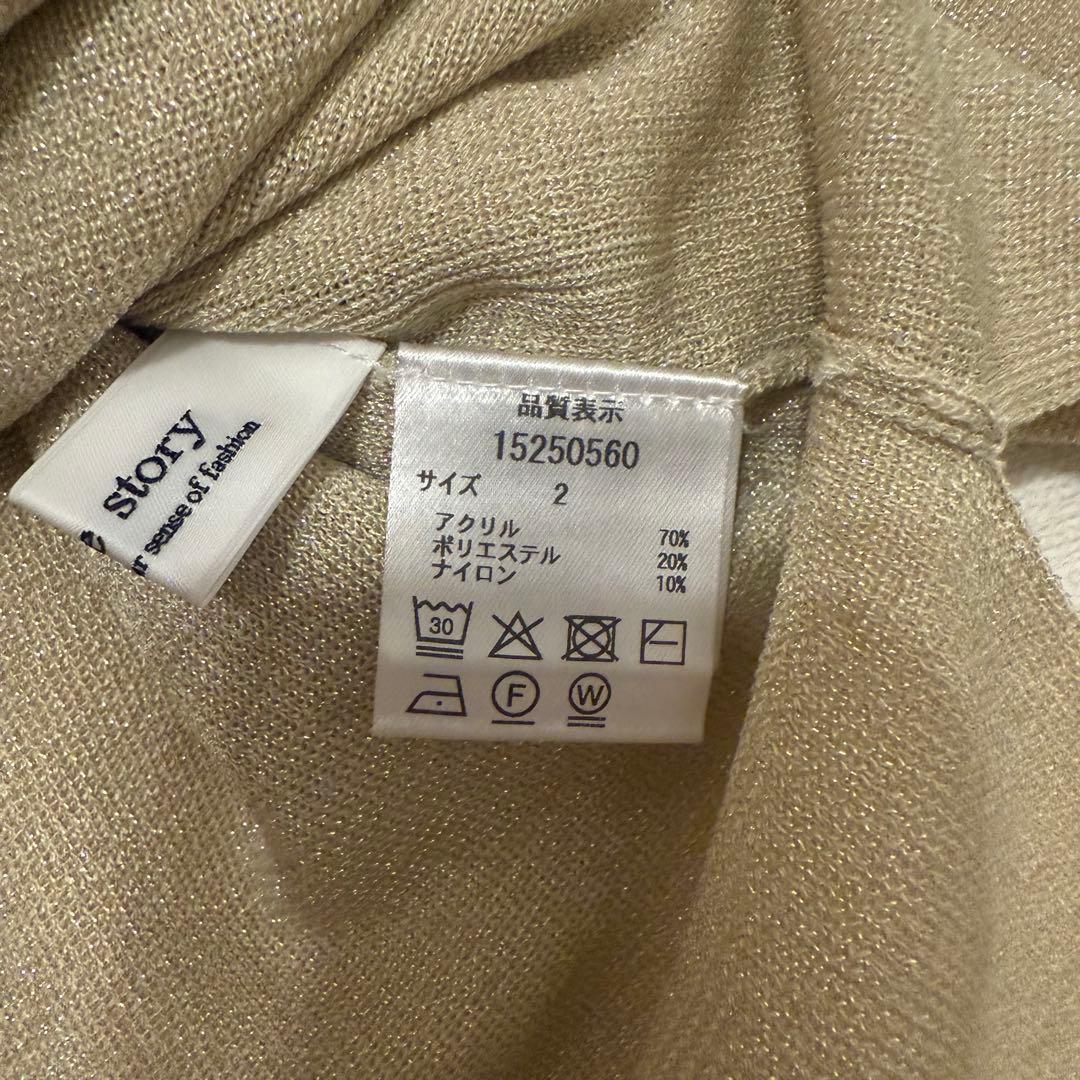 story
sense of fashion
品質表示
15250560
サイズ 2
アクリル 70%
ポリエステル 20%
ナイロン 10%
30
F W